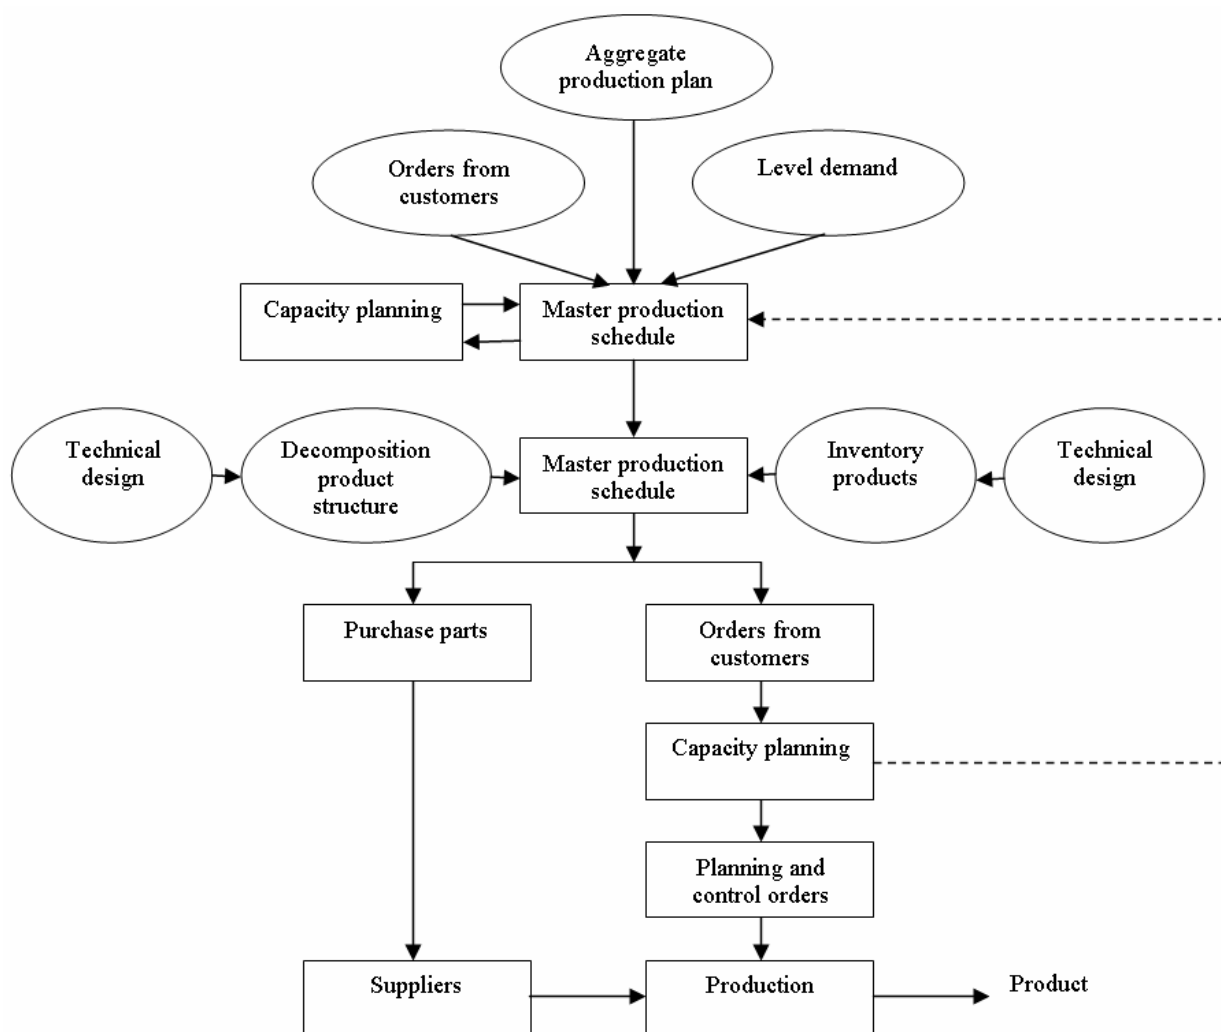 Aggregate
production plan
Orders from
customers
Level demand
Capacity planning
Master production
schedule
Technical
design
Decomposition
product
structure
Master production
schedule
Inventory
products
Technical
design
Purchase parts
Orders from
customers
Capacity planning
Planning and
control orders
Suppliers
Production
Product